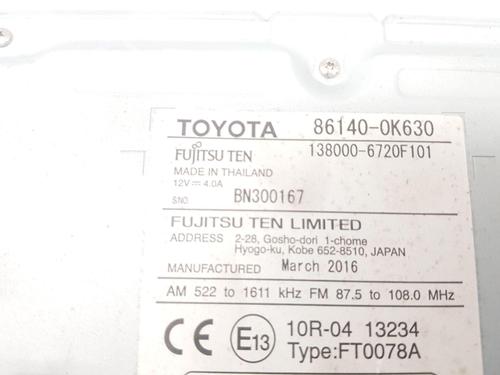 TOYOTA 86140-0K630
FUJITSU TEN 138000-6720F101
MADE IN THAILAND
12V⎓4.0A
SNO. BN300167
FUJITSU TEN LIMITED
ADDRESS 2-28, Gosho-dori 1-chome
Hyogo-ku, Kobe 652-8510, JAPAN
MANUFACTURED March 2016
AM 522 to 1611 kHz FM 87.5 to 108.0 MHz
CE E13 10R-04 13234
Type:FT0078A